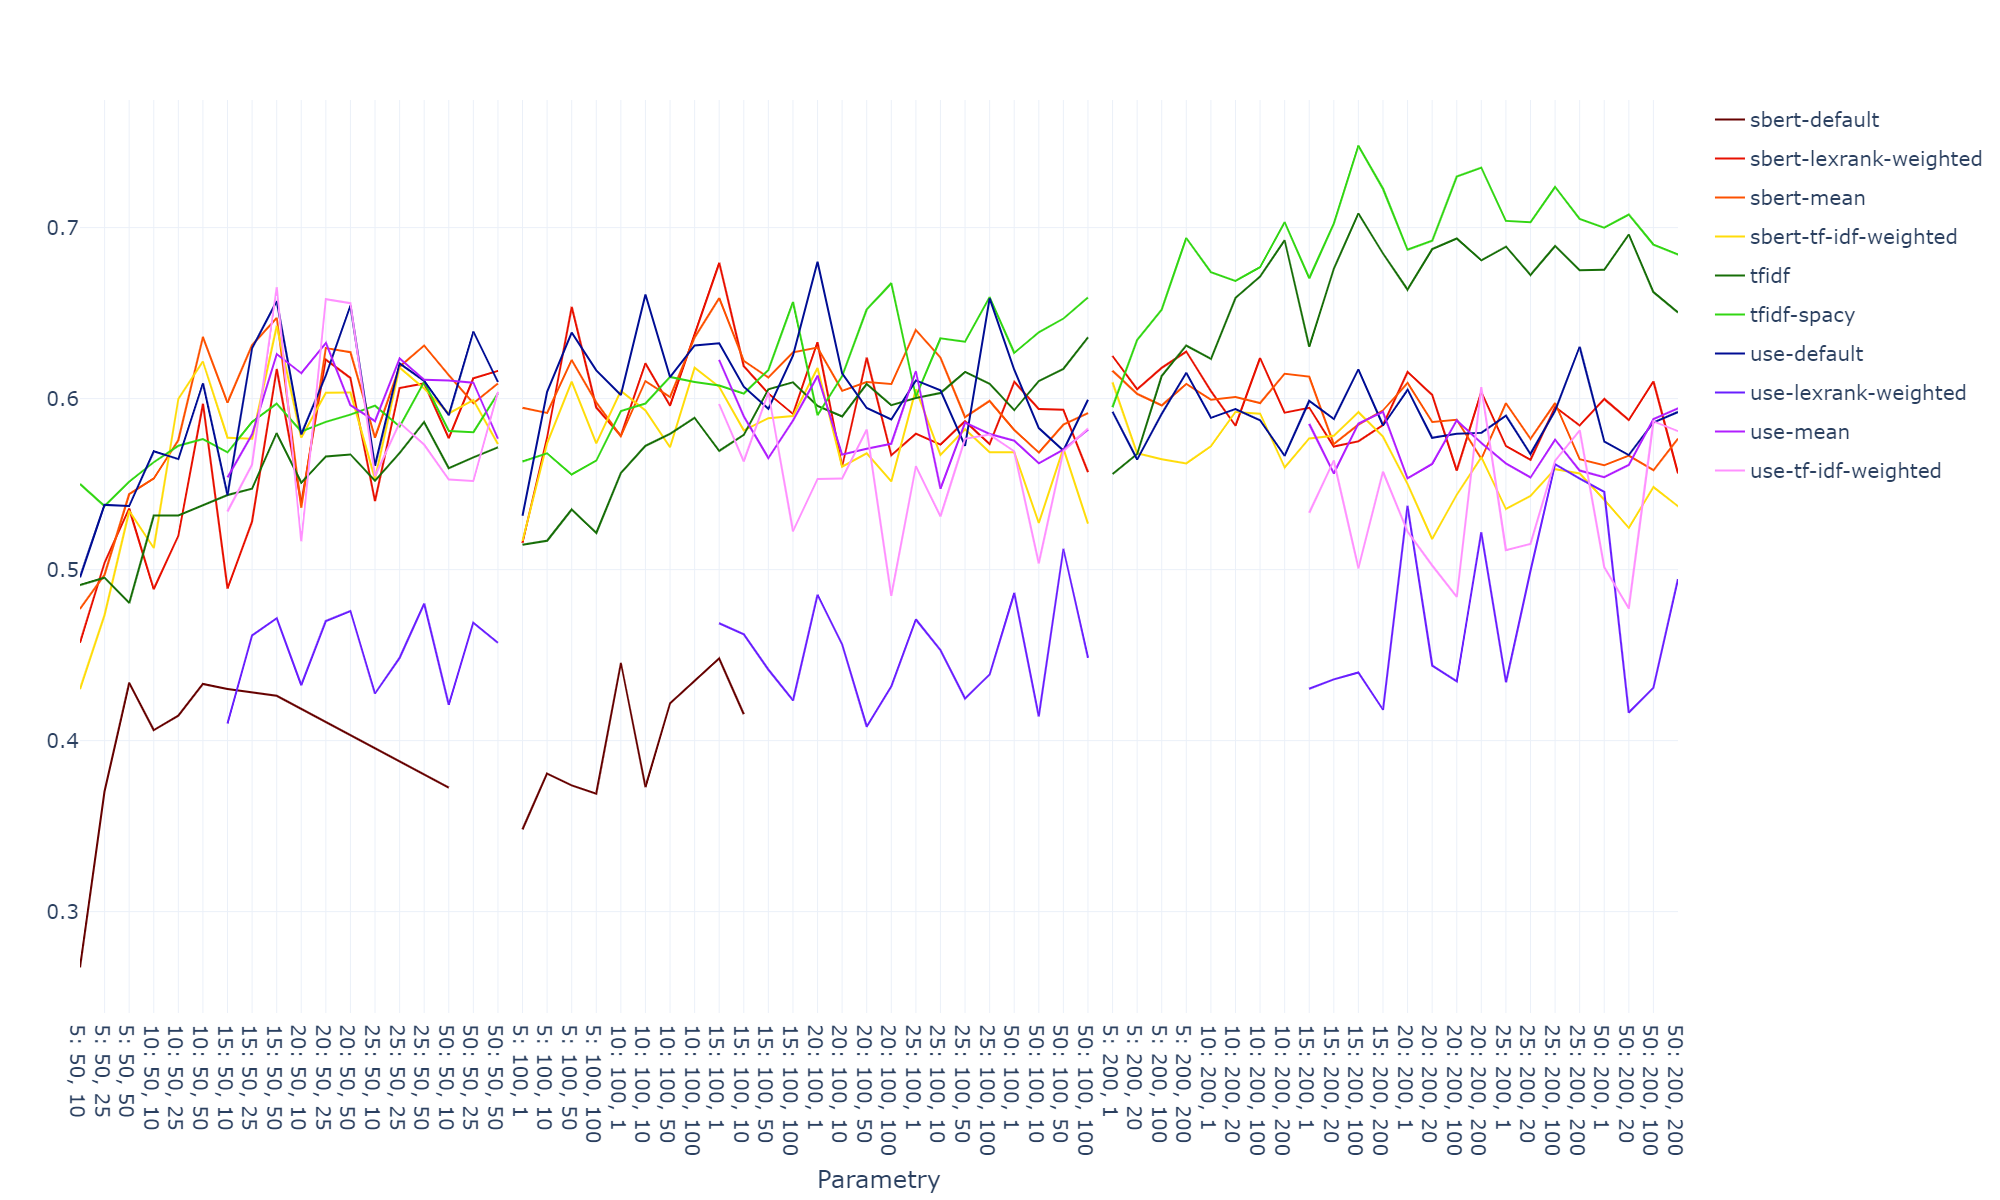 0.7
0.6
0.5
0.4
0.3
5: 50, 10
5: 50, 25
5: 50, 50
10: 50, 10
10: 50, 25
10: 50, 50
15: 50, 10
15: 50, 25
15: 50, 50
20: 50, 10
20: 50, 25
20: 50, 50
25: 50, 10
25: 50, 25
25: 50, 50
50: 50, 10
50: 50, 25
50: 50, 50
5: 100, 1
5: 100, 10
5: 100, 50
5: 100, 100
10: 100, 1
10: 100, 10
10: 100, 50
10: 100, 100
15: 100, 1
15: 100, 10
15: 100, 50
15: 100, 100
20: 100, 1
20: 100, 10
20: 100, 50
20: 100, 100
25: 100, 1
25: 100, 10
25: 100, 50
25: 100, 100
50: 100, 1
50: 100, 10
50: 100, 50
50: 100, 100
5: 200, 1
5: 200, 20
5: 200, 100
5: 200, 200
10: 200, 1
10: 200, 20
10: 200, 100
10: 200, 200
15: 200, 1
15: 200, 20
15: 200, 100
15: 200, 200
20: 200, 1
20: 200, 20
20: 200, 100
20: 200, 200
25: 200, 1
25: 200, 20
25: 200, 100
25: 200, 200
50: 200, 1
50: 200, 20
50: 200, 100
50: 200, 200
Parametry
sbert-default
sbert-lexrank-weighted
sbert-mean
sbert-tf-idf-weighted
tfidf
tfidf-spacy
use-default
use-lexrank-weighted
use-mean
use-tf-idf-weighted